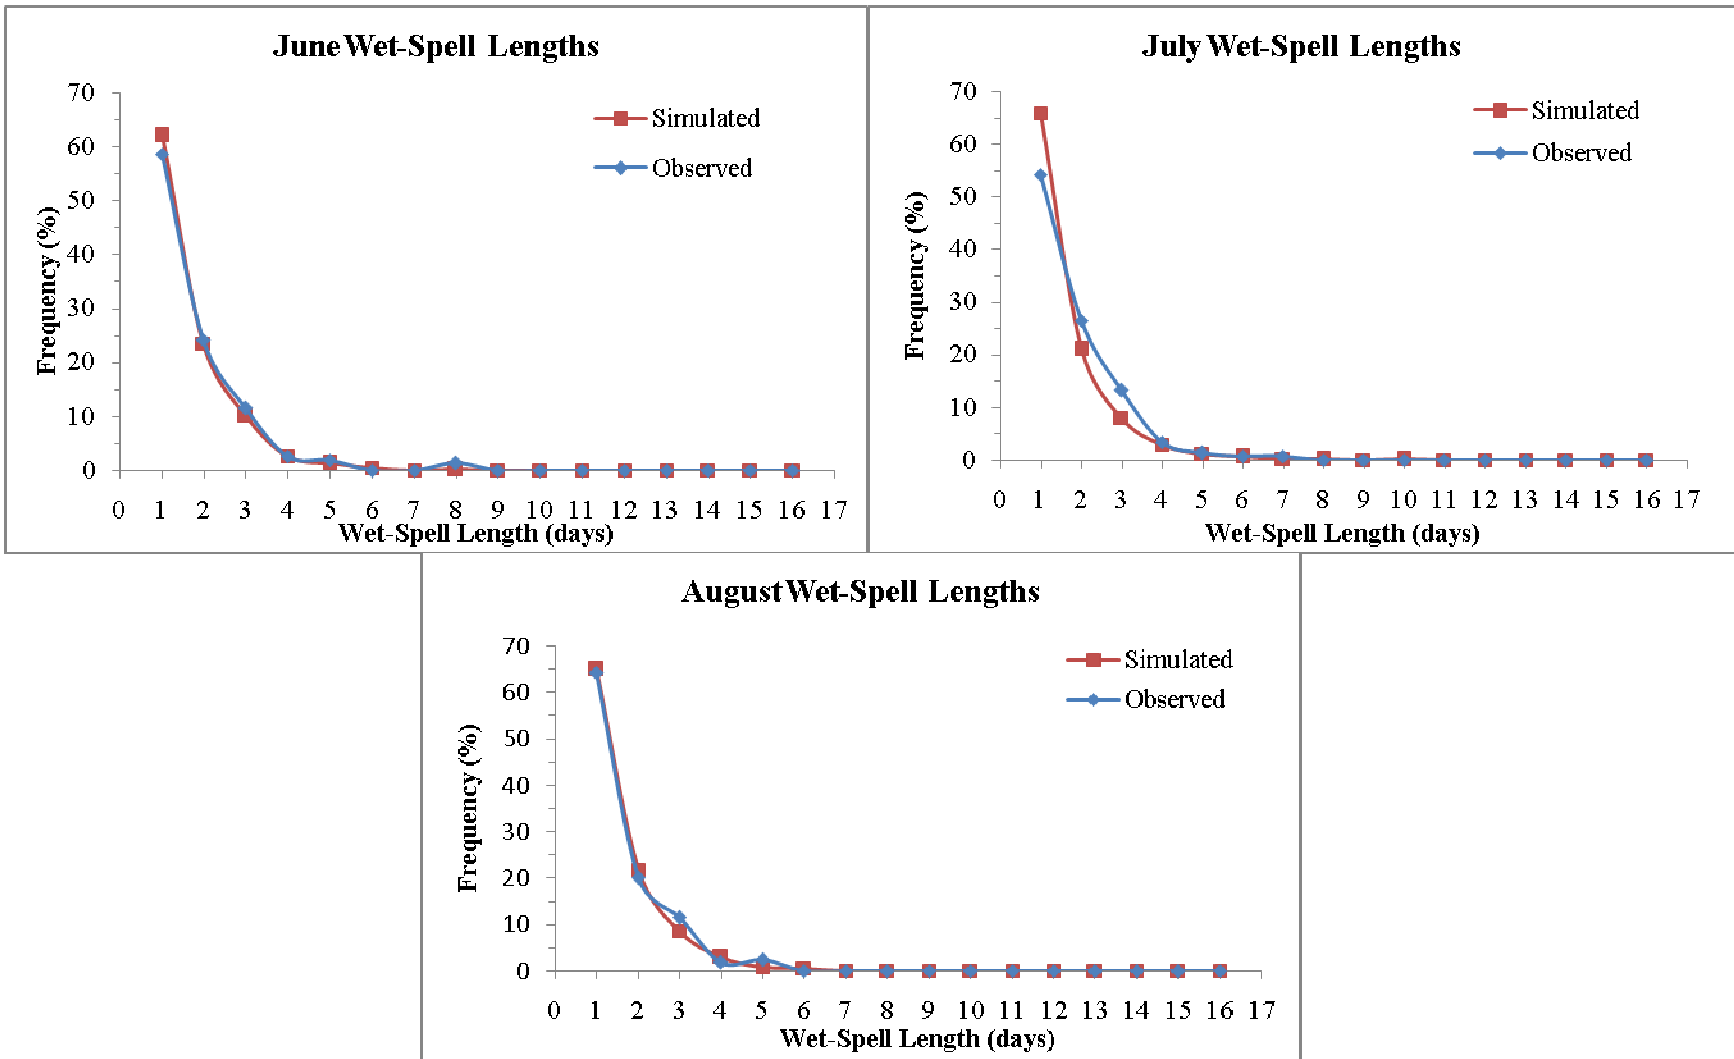 June Wet-Spell Lengths
70
60
50
40
30
20
10
0
Frequency (%)
Simulated
Observed
0 1 2 3 4 5 6 7 8 9 10 11 12 13 14 15 16 17
Wet-Spell Length (days)
July Wet-Spell Lengths
70
60
50
40
30
20
10
0
Frequency (%)
Simulated
Observed
0 1 2 3 4 5 6 7 8 9 10 11 12 13 14 15 16 17
Wet-Spell Length (days)
August Wet-Spell Lengths
70
60
50
40
30
20
10
0
Frequency (%)
Simulated
Observed
0 1 2 3 4 5 6 7 8 9 10 11 12 13 14 15 16 17
Wet-Spell Length (days)